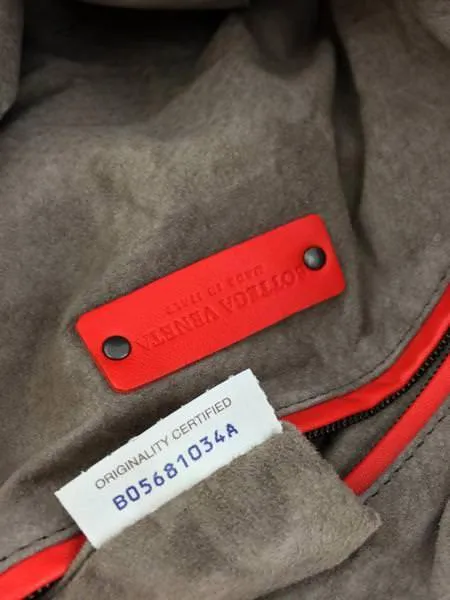 BOTTEGA VENETA
MADE IN ITALY
ORIGINALITY CERTIFIED
B05681034A